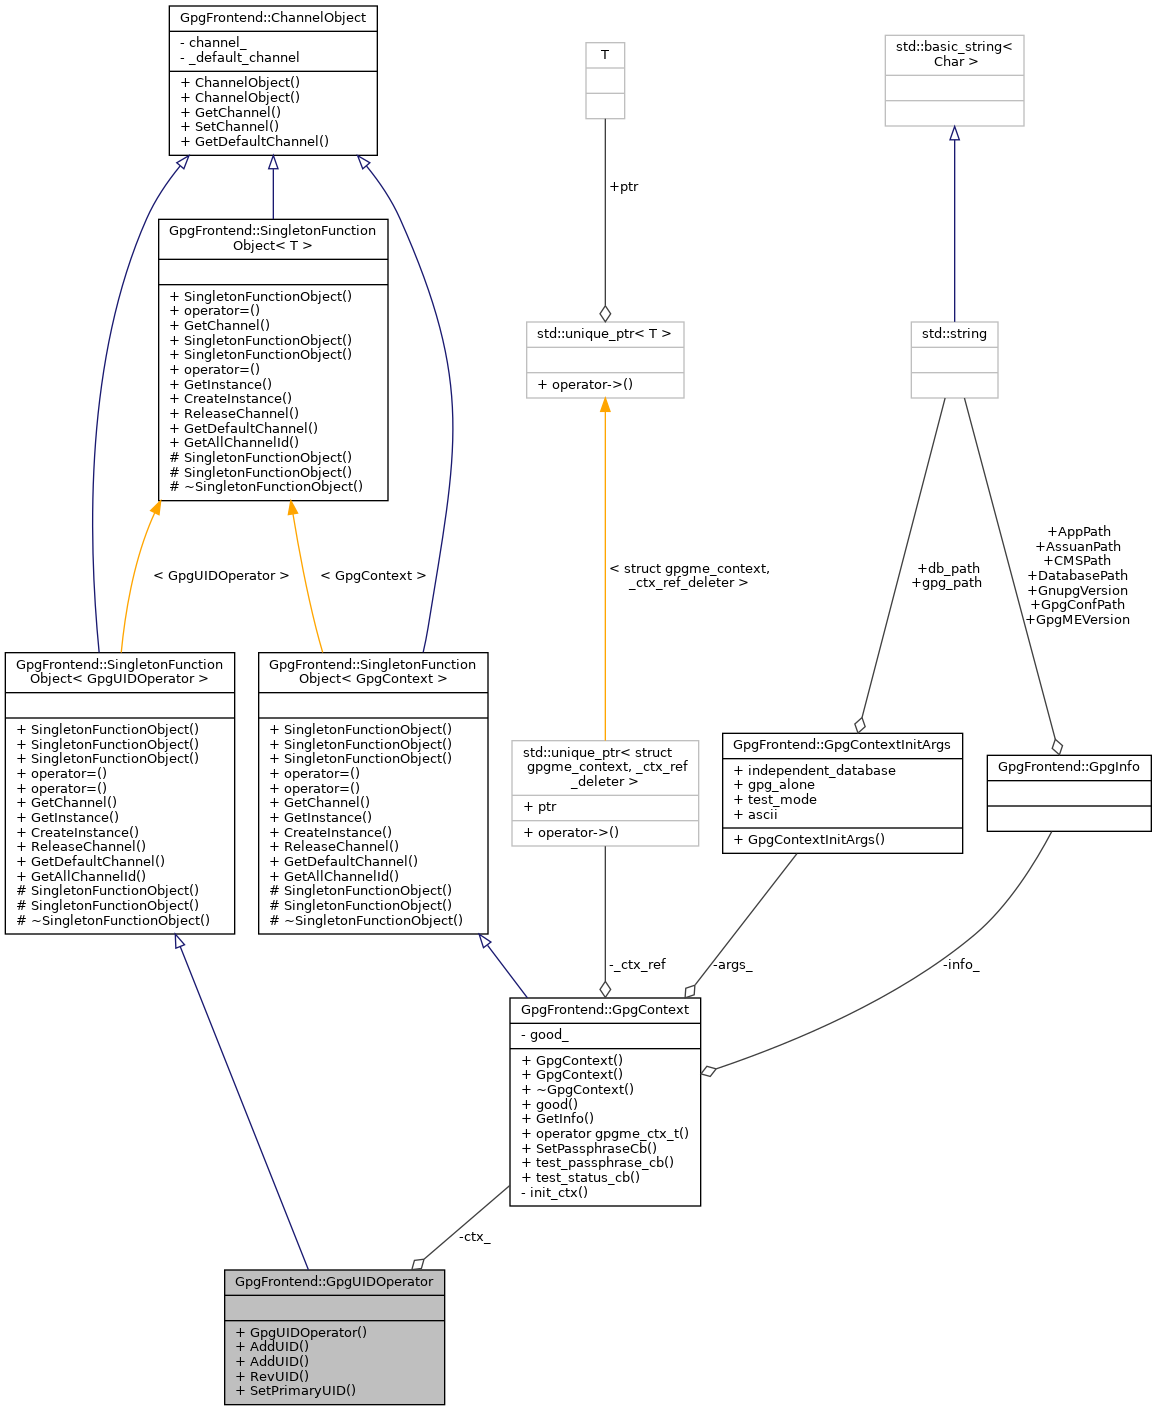 GpgFrontend::ChannelObject
- channel_
- _default_channel
+ ChannelObject()
+ ChannelObject()
+ GetChannel()
+ SetChannel()
+ GetDefaultChannel()
T
+ptr
std::basic_string<
Char >
GpgFrontend::SingletonFunction
Object< T >
+ SingletonFunctionObject()
+ operator=()
+ GetChannel()
+ SingletonFunctionObject()
+ SingletonFunctionObject()
+ operator=()
+ GetInstance()
+ CreateInstance()
+ ReleaseChannel()
+ GetDefaultChannel()
+ GetAllChannelId()
# SingletonFunctionObject()
# SingletonFunctionObject()
# ~SingletonFunctionObject()
std::unique_ptr< T >
+ operator->()
std::string
< GpgUIDOperator >
< GpgContext >
< struct gpgme_context,
_ctx_ref_deleter >
+db_path
+gpg_path
+AppPath
+AssuanPath
+CMSPath
+DatabasePath
+GnupgVersion
+GpgConfPath
+GpgMEVersion
GpgFrontend::SingletonFunction
Object< GpgUIDOperator >
+ SingletonFunctionObject()
+ SingletonFunctionObject()
+ SingletonFunctionObject()
+ operator=()
+ operator=()
+ GetChannel()
+ GetInstance()
+ CreateInstance()
+ ReleaseChannel()
+ GetDefaultChannel()
+ GetAllChannelId()
# SingletonFunctionObject()
# SingletonFunctionObject()
# ~SingletonFunctionObject()
GpgFrontend::SingletonFunction
Object< GpgContext >
+ SingletonFunctionObject()
+ SingletonFunctionObject()
+ SingletonFunctionObject()
+ operator=()
+ operator=()
+ GetChannel()
+ GetInstance()
+ CreateInstance()
+ ReleaseChannel()
+ GetDefaultChannel()
+ GetAllChannelId()
# SingletonFunctionObject()
# SingletonFunctionObject()
# ~SingletonFunctionObject()
std::unique_ptr< struct
gpgme_context, _ctx_ref
_deleter >
+ ptr
+ operator->()
GpgFrontend::GpgContextInitArgs
+ independent_database
+ gpg_alone
+ test_mode
+ ascii
+ GpgContextInitArgs()
GpgFrontend::GpgInfo
-_ctx_ref
-args_
-info_
GpgFrontend::GpgContext
- good_
+ GpgContext()
+ GpgContext()
+ ~GpgContext()
+ good()
+ GetInfo()
+ operator gpgme_ctx_t()
+ SetPassphraseCb()
+ test_passphrase_cb()
+ test_status_cb()
- init_ctx()
-ctx_
GpgFrontend::GpgUIDOperator
+ GpgUIDOperator()
+ AddUID()
+ AddUID()
+ RevUID()
+ SetPrimaryUID()